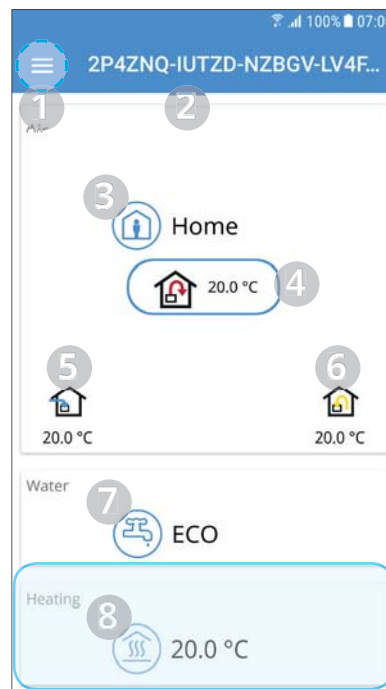 100% 07:0
2P4ZNQ-IUTZD-NZBGV-LV4F...
1
2
Air
3
Home
20.0 °C
4
5
6
20.0 °C
20.0 °C
Water
7
ECO
Heating
8
20.0 °C